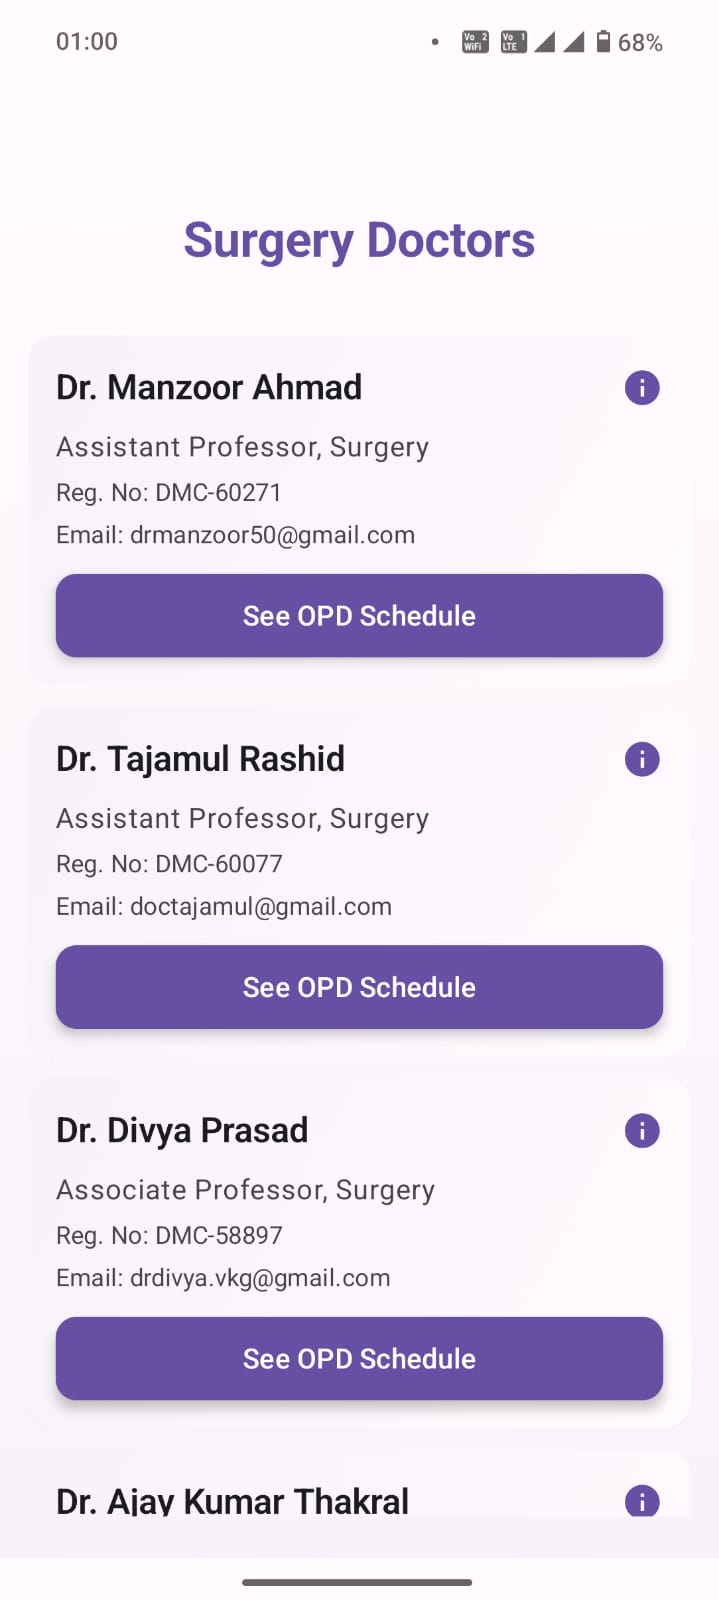 01:00
Vo 2 WiFi Vo 1 LTE 68%
Surgery Doctors
Dr. Manzoor Ahmad
Assistant Professor, Surgery
Reg. No: DMC-60271
Email: drmanzoor50@gmail.com
See OPD Schedule
Dr. Tajamul Rashid
Assistant Professor, Surgery
Reg. No: DMC-60077
Email: doctajamul@gmail.com
See OPD Schedule
Dr. Divya Prasad
Associate Professor, Surgery
Reg. No: DMC-58897
Email: drdivya.vkg@gmail.com
See OPD Schedule
Dr. Ajay Kumar Thakral